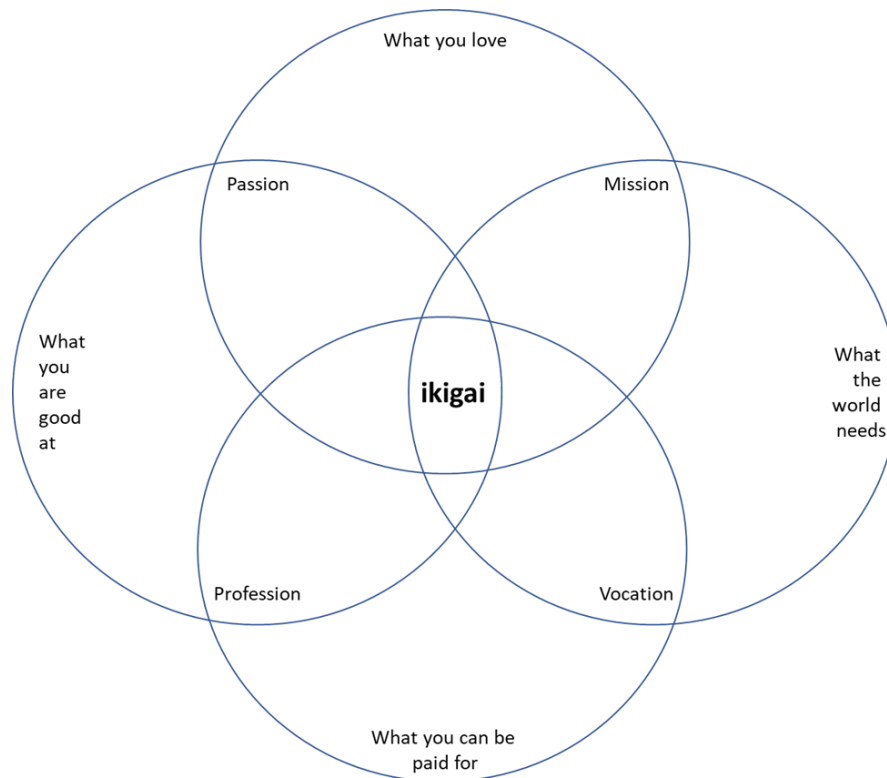 What you love
Passion
Mission
What
you
are
good
at
ikigai
What
the
world
needs
Profession
Vocation
What you can be
paid for